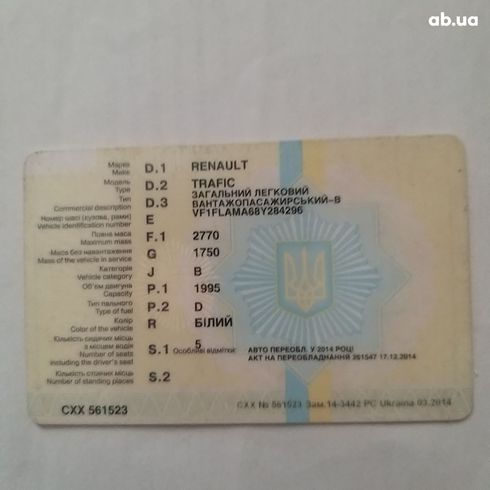 ab.ua
Марка D.1 RENAULT
Make
Модель D.2 TRAFIC
Type
ЗАГАЛЬНИЙ ЛЕГКОВИЙ
Тип D.3 ВАНТАЖОПАСАЖИРСЬКИЙ-В
Commercial description
Номер шасі (кузова, рами) E VF1FLAMA68Y284296
Vehicle identification number
Повна маса F.1 2770
Maximum mass
Маса без навантаження G 1750
Mass of the vehicle in service
Категорія J B
Vehicle category
Об'єм двигуна P.1 1995
Capacity
Тип пального P.2 D
Type of fuel
Колір R БІЛИЙ
Color of the vehicle
Кількість сидячих місць
з місцем водія S.1 5
Number of seats
including the driver's seat
Особливі відмітки: АВТО ПЕРЕОБЛ. У 2014 РОЦІ
АКТ НА ПЕРЕОБЛАДНАННЯ 261547 17.12.2014
Кількість стоячих місць S.2
Number of standing places
СХХ 561523
СХХ № 561523 Зам.14-3442 РС Ukraina 03.2014